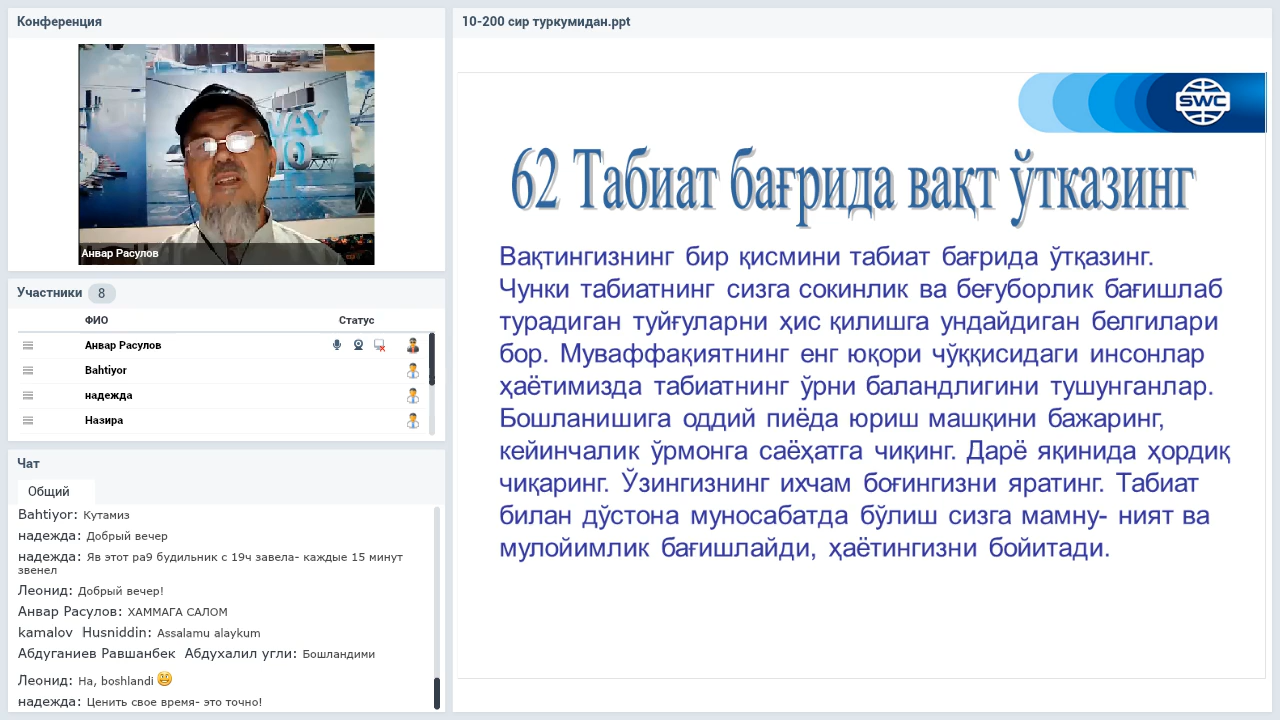 Конференция
Анвар Расулов
Участники 8
ФИО Статус
Анвар Расулов
Bahtiyor
надежда
Назира
Чат
Общий
Bahtiyor: Кутамиз
надежда: Добрый вечер
надежда: Яв этот ра9 будильник с 19ч завела- каждые 15 минут
звенел
Леонид: Добрый вечер!
Анвар Расулов: ХАММАГА САЛОМ
kamalov Husniddin: Assalamu alaykum
Абдуганиев Равшанбек Абдухалил угли: Бошландими
Леонид: На, boshlandi
надежда: Ценить свое время- это точно!
10-200 сир туркумидан.ppt
SWC
62 Табиат бағрида вақт ўтказинг
Вақтингизнинг бир қисмини табиат бағрида ўтқазинг.
Чунки табиатнинг сизга сокинлик ва беғуборлик бағишлаб
турадиган туйғуларни ҳис қилишга ундайдиган белгилари
бор. Муваффақиятнинг енг юқори чўққисидаги инсонлар
ҳаётимизда табиатнинг ўрни баландлигини тушунганлар.
Бошланишига оддий пиёда юриш машқини бажаринг,
кейинчалик ўрмонга саёҳатга чиқинг. Дарё яқинида ҳордиқ
чиқаринг. Ўзингизнинг ихчам боғингизни яратинг. Табиат
билан дўстона муносабатда бўлиш сизга мамну- ният ва
мулойимлик бағишлайди, ҳаётингизни бойитади.